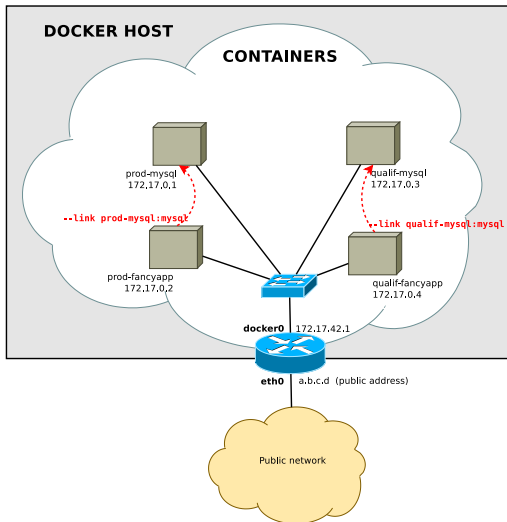 DOCKER HOST
CONTAINERS
prod-mysql
172,17,0,1
qualif-mysql
172,17,0.3
--link prod-mysql:mysql
--link qualif-mysql:mysql
prod-fancyapp
172,17,0,2
qualif-fancyapp
172.17.0.4
docker0 172.17.42.1
eth0 a.b.c.d (public address)
Public network